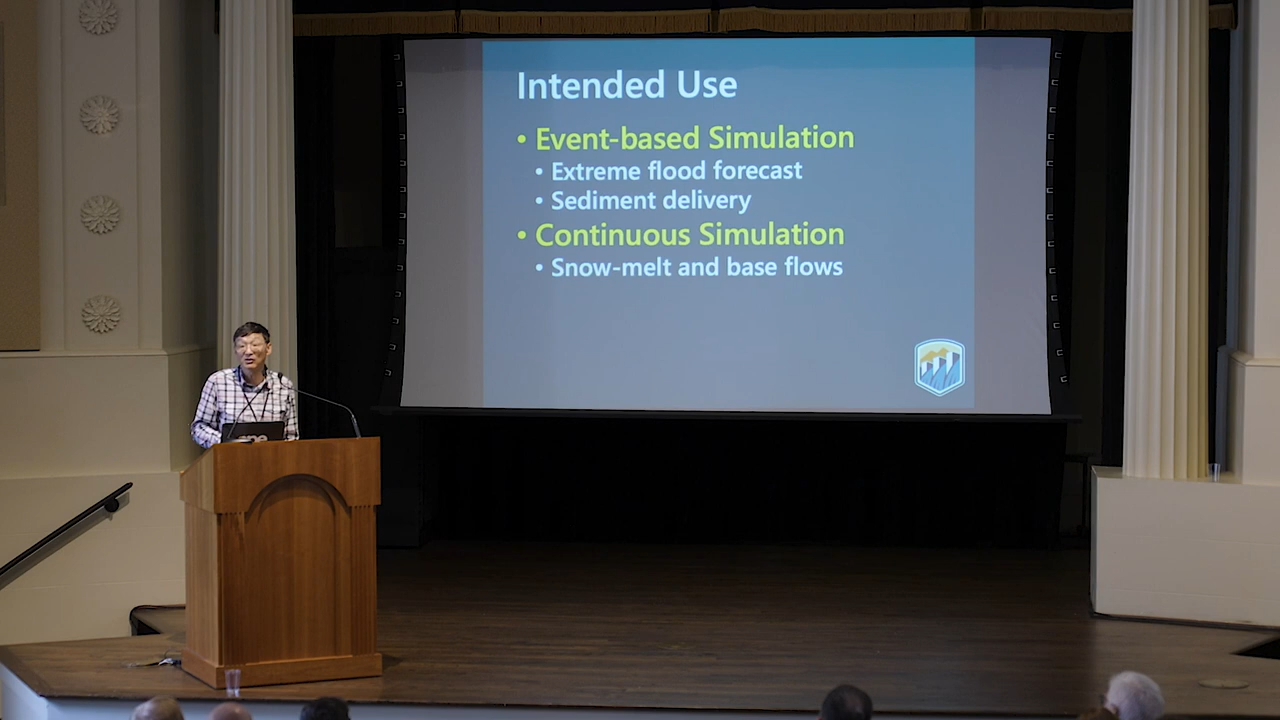 Intended Use
• Event-based Simulation
• Extreme flood forecast
• Sediment delivery
• Continuous Simulation
• Snow-melt and base flows